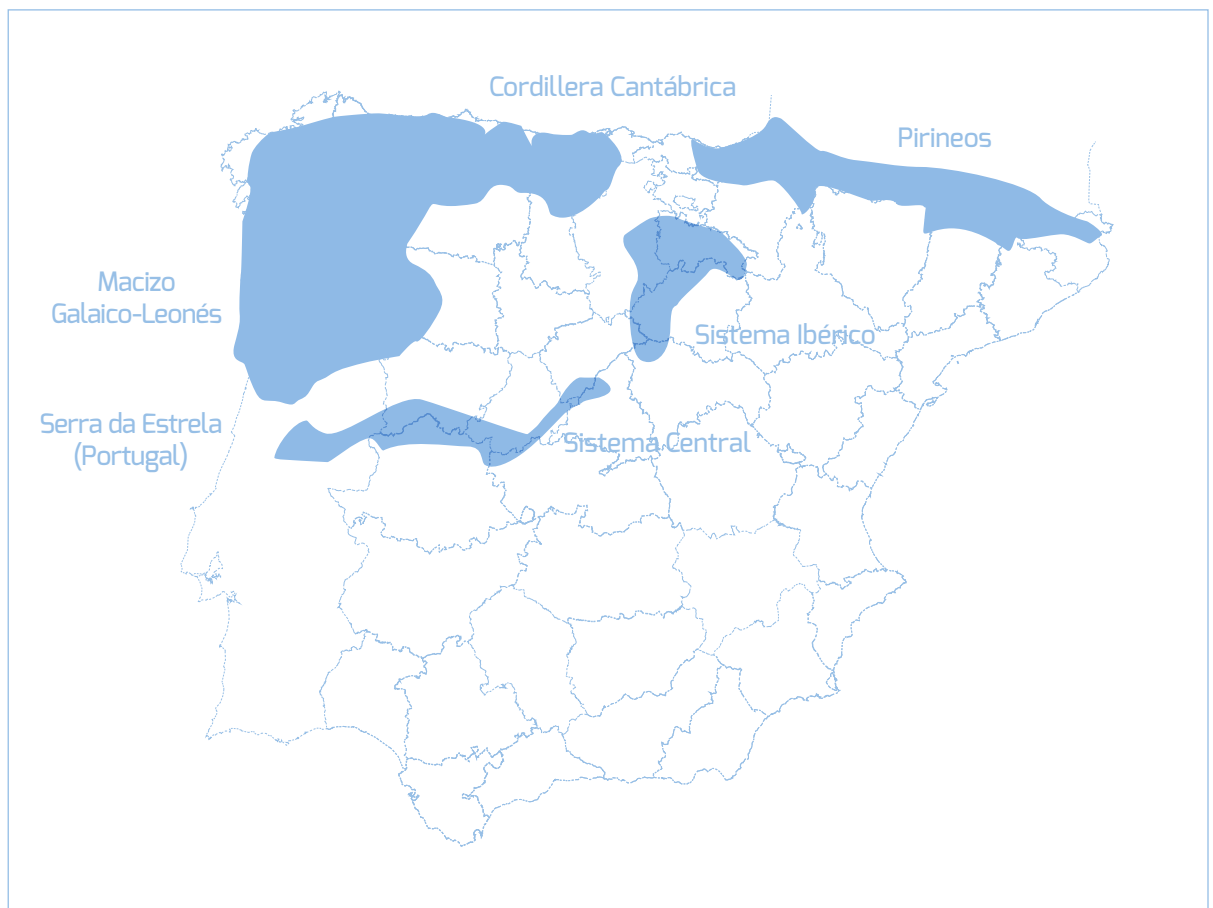 Cordillera Cantábrica
Pirineos
Macizo
Galaico-Leonés
Sistema Ibérico
Serra da Estrela
(Portugal)
Sistema Central